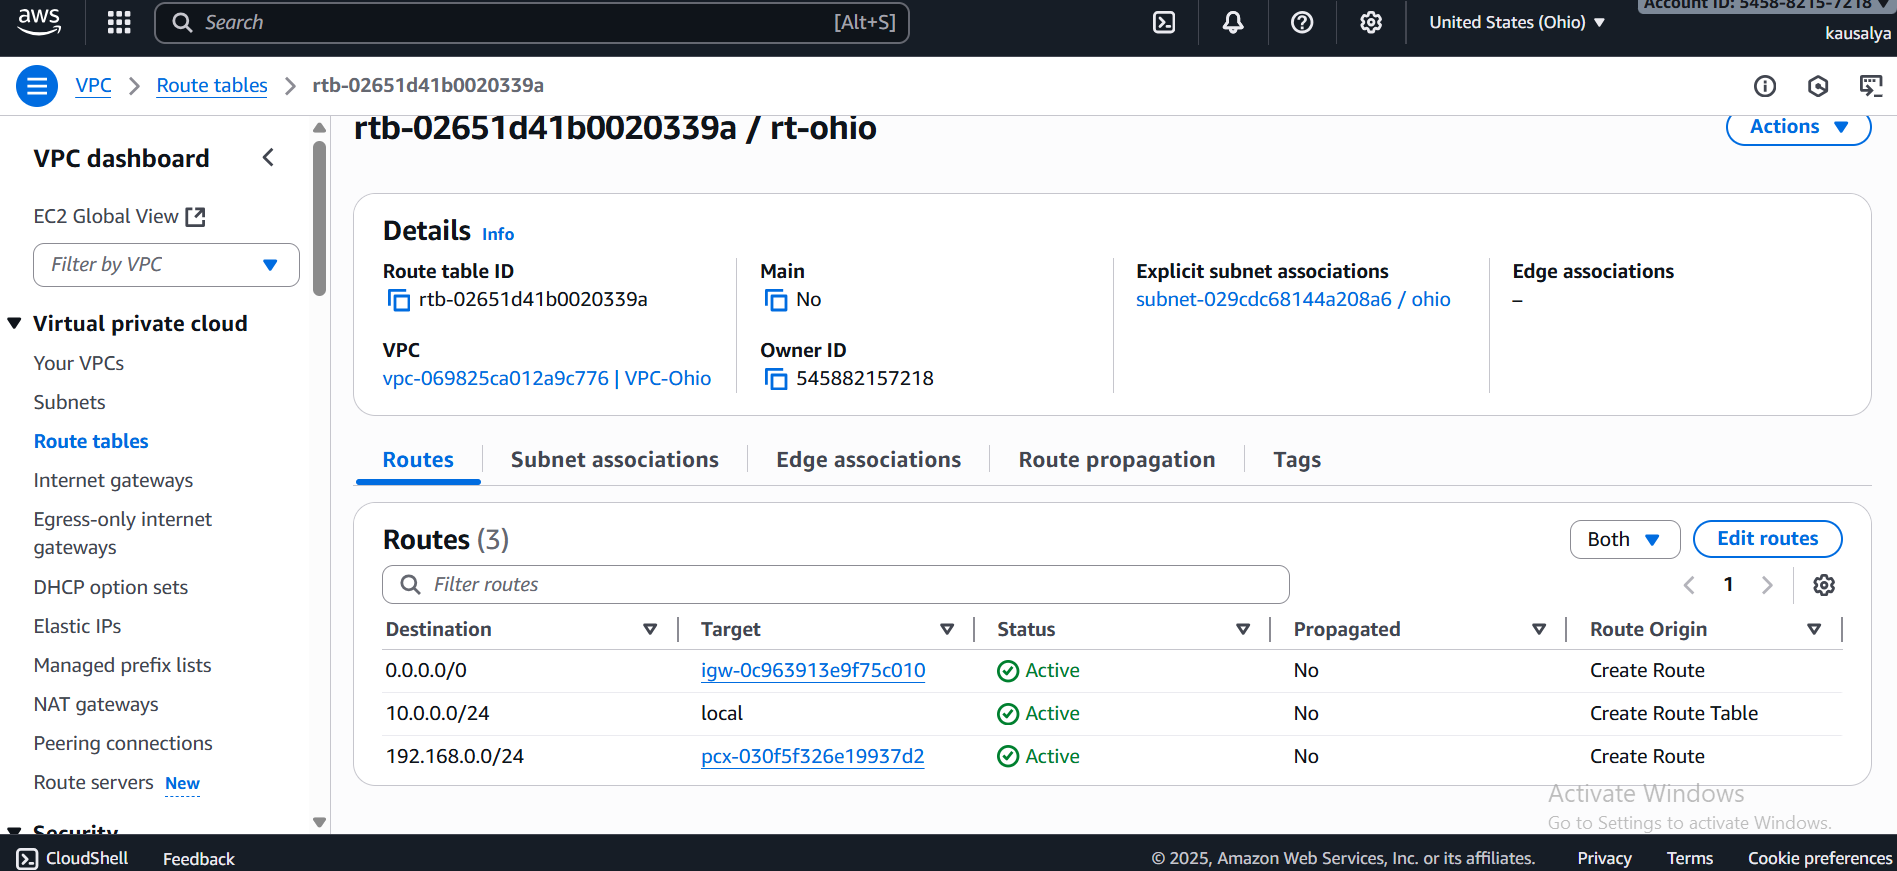 aws
Search [Alt+S]
United States (Ohio)
Account ID: 5458-8215-7218
kausalya
VPC
Route tables
rtb-02651d41b0020339a
VPC dashboard
EC2 Global View
Filter by VPC
Virtual private cloud
Your VPCs
Subnets
Route tables
Internet gateways
Egress-only internet
gateways
DHCP option sets
Elastic IPs
Managed prefix lists
NAT gateways
Peering connections
Route servers New
Security
rtb-02651d41b0020339a / rt-ohio
Actions
Details Info
Route table ID
rtb-02651d41b0020339a
Main
No
Explicit subnet associations
subnet-029cdc68144a208a6 / ohio
Edge associations
–
VPC
vpc-069825ca012a9c776 | VPC-Ohio
Owner ID
545882157218
Routes Subnet associations Edge associations Route propagation Tags
Routes (3)
Both
Edit routes
Filter routes
1
Destination Target Status Propagated Route Origin
0.0.0.0/0 igw-0c963913e9f75c010 Active No Create Route
10.0.0.0/24 local Active No Create Route Table
192.168.0.0/24 pcx-030f5f326e19937d2 Active No Create Route
Activate Windows
Go to Settings to activate Windows.
CloudShell Feedback © 2025, Amazon Web Services, Inc. or its affiliates. Privacy Terms Cookie preferences